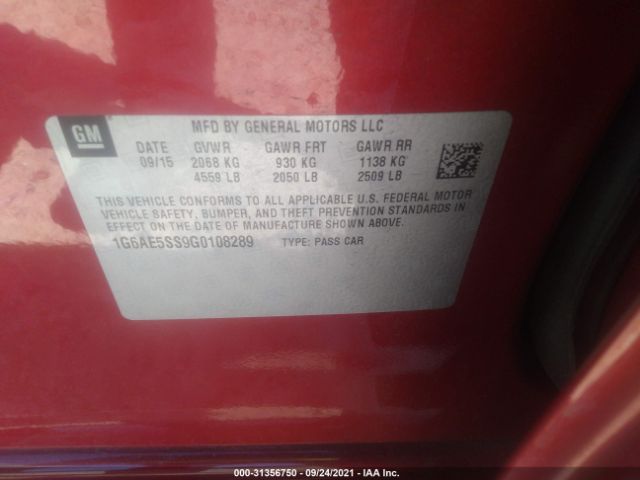 GM
MFD BY GENERAL MOTORS LLC
DATE GVWR GAWR FRT GAWR RR
09/15 2068 KG 930 KG 1138 KG
4559 LB 2050 LB 2509 LB
THIS VEHICLE CONFORMS TO ALL APPLICABLE U.S. FEDERAL MOTOR
VEHICLE SAFETY, BUMPER, AND THEFT PREVENTION STANDARDS IN
EFFECT ON THE DATE OF MANUFACTURE SHOWN ABOVE.
1G6AE5SS9G0108289 TYPE: PASS CAR
000-31356750 - 09/24/2021 - IAA Inc.